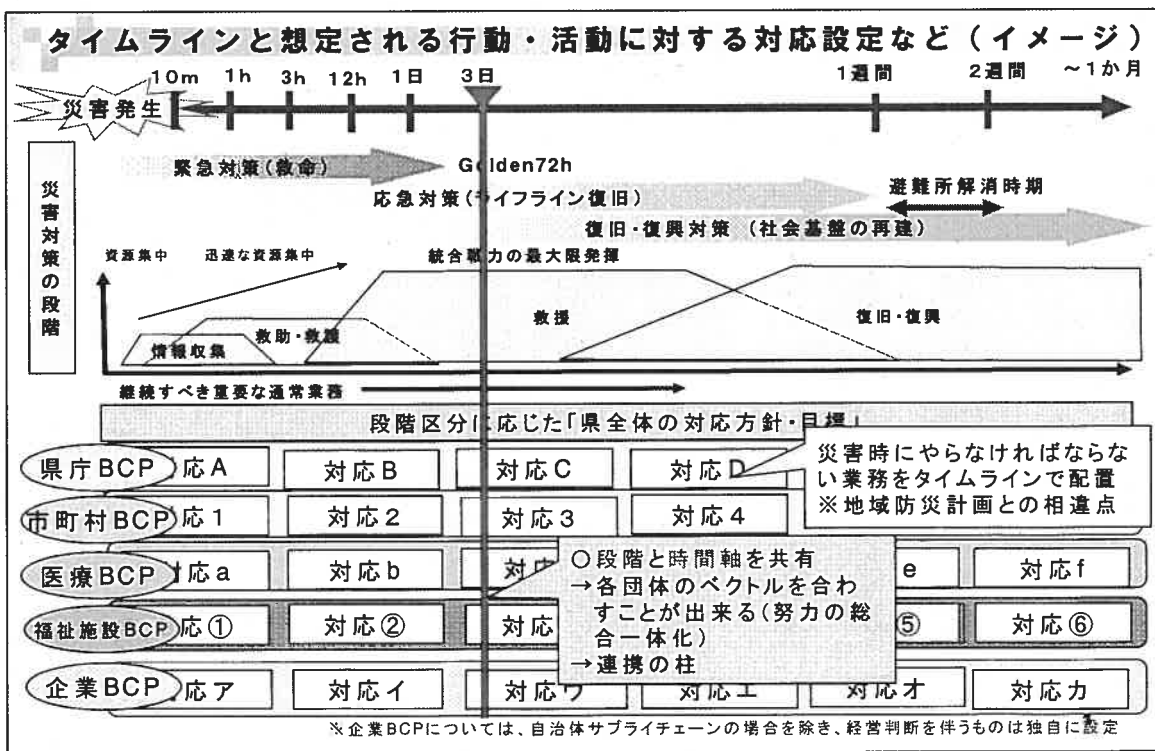 タイムラインと想定される行動・活動に対する対応設定など(イメージ)
10m 1h 3h 12h 1日 3日 1週間 2週間 ～1か月
災害発生
災害対策の段階
緊急対策(救命)
Golden72h
応急対策(ライフライン復旧)
避難所解消時期
復旧・復興対策 (社会基盤の再建)
資源集中 迅速な資源集中 統合戦力の最大限発揮
情報収集
救助・救護
救援
復旧・復興
継続すべき重要な通常業務
段階区分に応じた「県全体の対応方針・目標」
県庁BCP 対応A 対応B 対応C 対応D
災害時にやらなければならな
い業務をタイムラインで配置
※地域防災計画との相違点
市町村BCP 応1 対応2 対応3 対応4
医療BCP 対応a 対応b 対応 e 対応f
〇段階と時間軸を共有
→各団体のベクトルを合わ
すことが出来る(努力の総
合一体化)
→連携の柱
福祉施設BCP 応① 対応② 対応 ⑤ 対応⑥
企業BCP 応ア 対応イ 対応ウ 対応エ 対応オ 対応カ
※企業BCPについては、自治体サプライチェーンの場合を除き、経営判断を伴うものは独自に設定